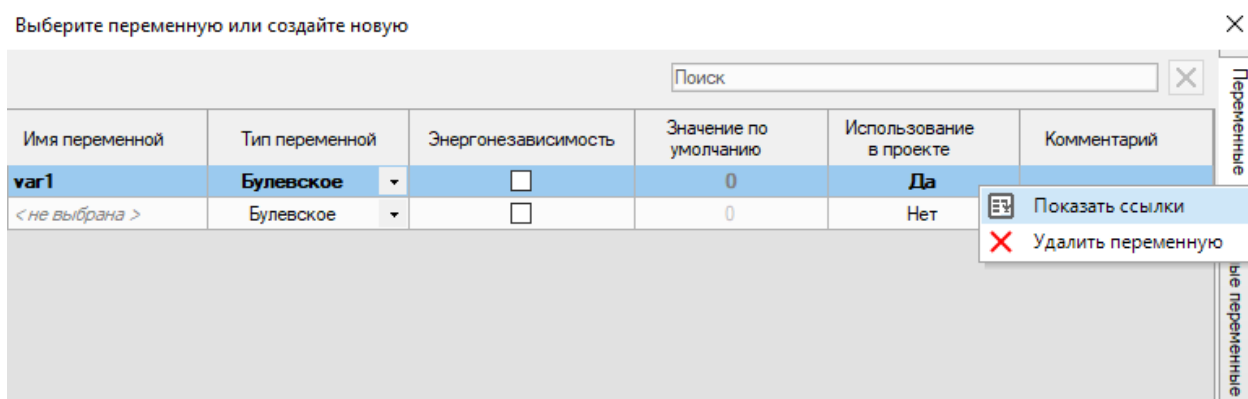 Выберите переменную или создайте новую
Поиск
Имя переменной
Тип переменной
Энергонезависимость
Значение по
умолчанию
Использование
в проекте
Комментарий
var1
Булевское
0
Да
<не выбрана>
Булевское
0
Нет
Показать ссылки
Удалить переменную
Переменные
ые переменные